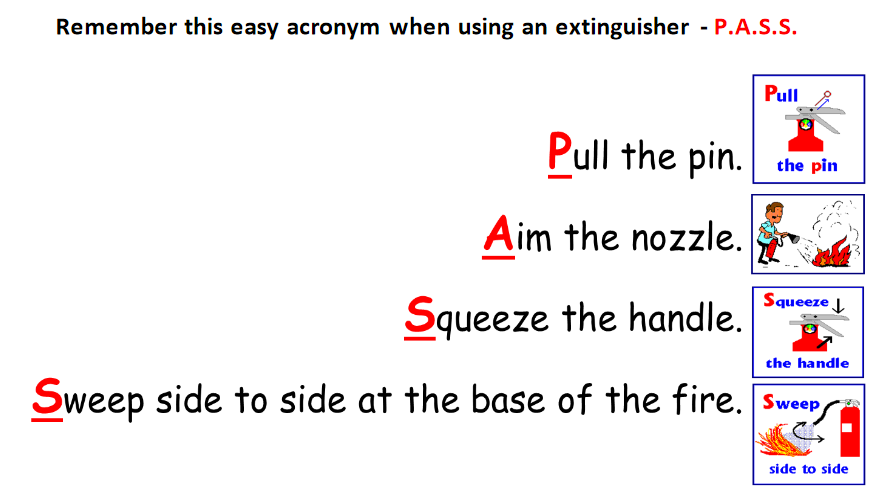 Remember this easy acronym when using an extinguisher - P.A.S.S.
Pull the pin.
Pull
the pin
Aim the nozzle.
Squeeze the handle.
Squeeze
the handle
Sweep side to side at the base of the fire.
Sweep
side to side